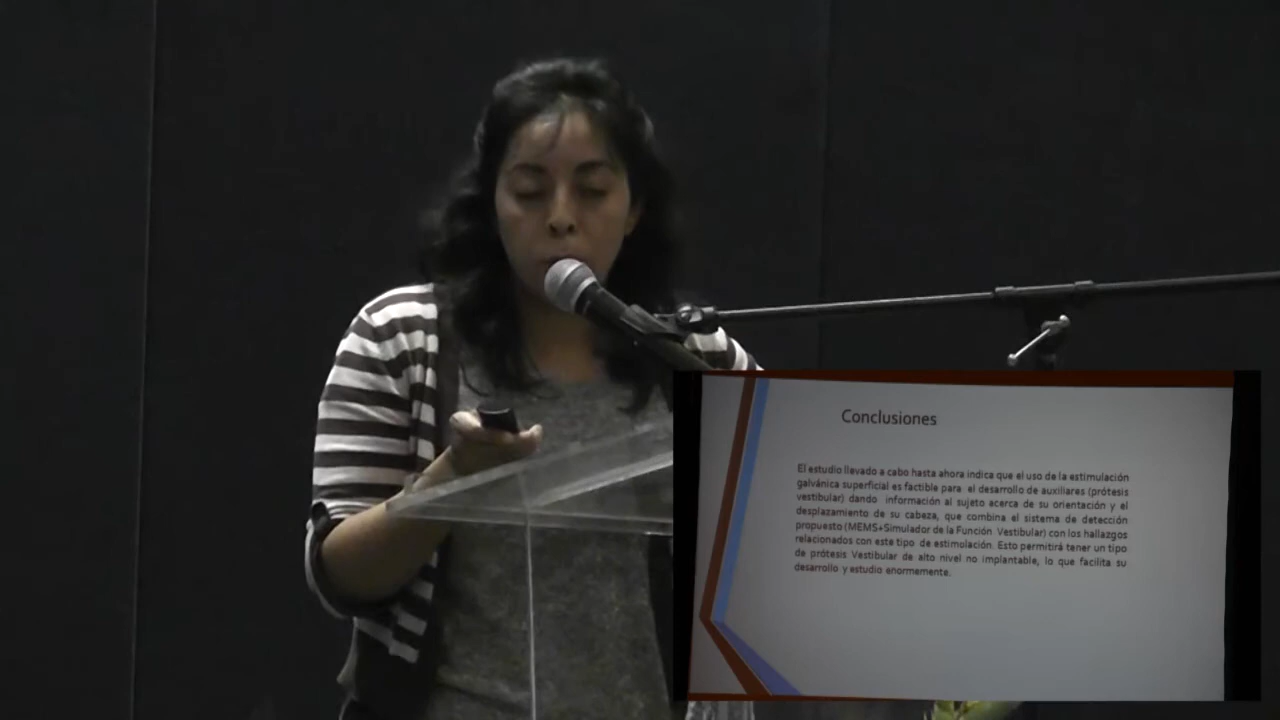 Conclusiones
El estudio llevado a cabo hasta ahora indica que el uso de la estimulación
galvánica superficial es factible para el desarrollo de auxiliares (prótesis
vestibular) dando información al sujeto acerca de su orientación y el
desplazamiento de su cabeza, que combina el sistema de detección
propuesto (MEMS+Simulador de la Función Vestibular) con los hallazgos
relacionados con este tipo de estimulación. Esto permitirá tener un tipo
de prótesis Vestibular de alto nivel no implantable, lo que facilita su
desarrollo y estudio enormemente.